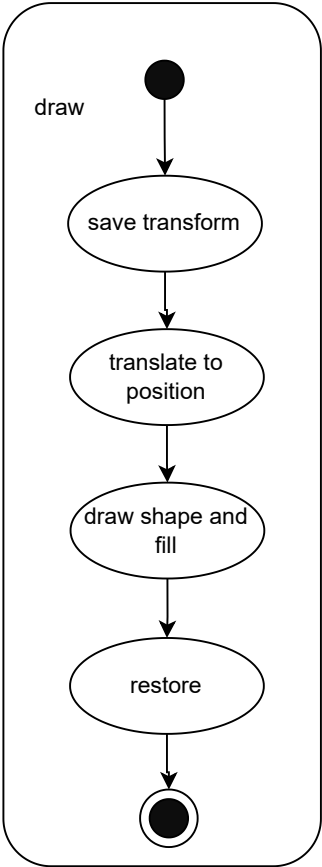 draw
save transform
translate to
position
draw shape and
fill
restore